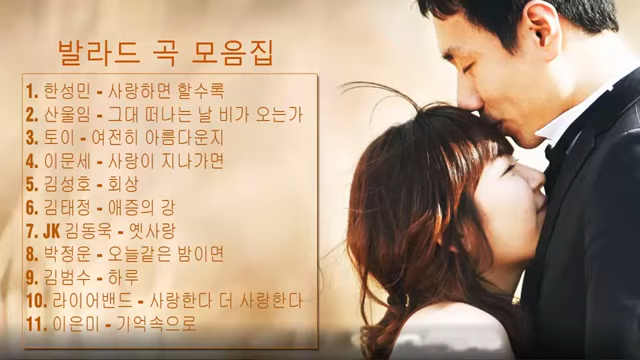 발라드 곡 모음집
1. 한성민 - 사랑하면 할수록
2. 산울임 - 그대 떠나는 날 비가 오는가
3. 토이 - 여전히 아름다운지
4. 이문세 - 사랑이 지나가면
5. 김성호 - 회상
6. 김태정 - 애증의 강
7. JK 김동욱 - 옛사랑
8. 박정운 - 오늘같은 밤이면
9. 김범수 - 하루
10. 라이어밴드 - 사랑한다 더 사랑한다
11. 이은미 - 기억속으로